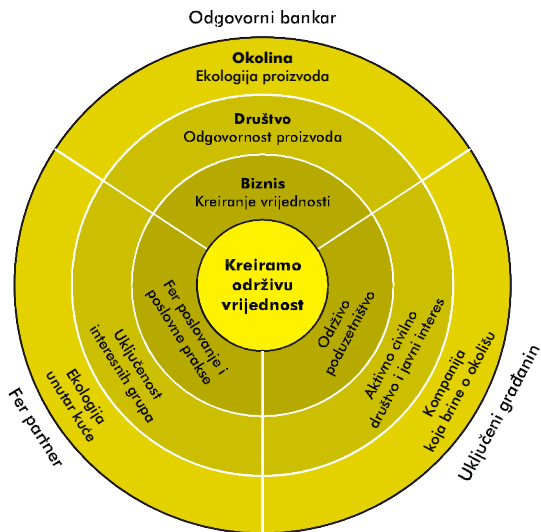 Odgovorni bankar
Okolina
Ekologija proizvoda
Društvo
Odgovornost proizvoda
Biznis
Kreiranje vrijednosti
Kreiramo
održivu
vrijednost
Fer poslovanje i
poslovne prakse
Uključenost
interesnih grupa
Ekologija
unutar kuće
Fer partner
Održivo
poduzetništvo
Aktivno civilno
društvo i javni interes
Kompanija
koja brine o okolišu
Uključeni građanin